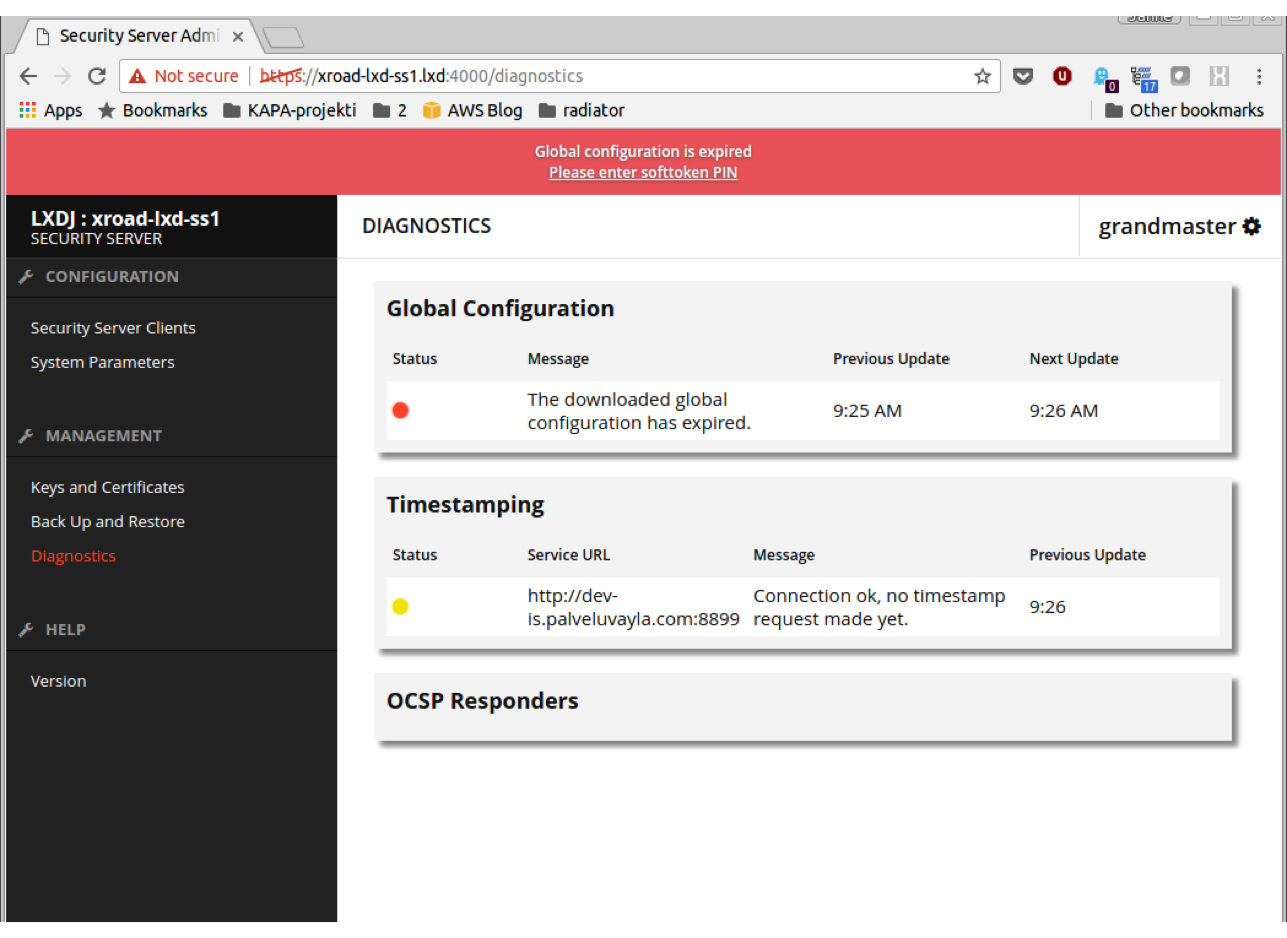 Janne
Security Server Admi
Not secure | https://xroad-lxd-ss1.lxd:4000/diagnostics
0
17
Apps Bookmarks KAPA-projekti 2 AWS Blog radiator Other bookmarks
Global configuration is expired
Please enter softtoken PIN
LXDJ : xroad-lxd-ss1
SECURITY SERVER
DIAGNOSTICS
grandmaster
CONFIGURATION
Security Server Clients
System Parameters
MANAGEMENT
Keys and Certificates
Back Up and Restore
Diagnostics
HELP
Version
Global Configuration
Status Message Previous Update Next Update
The downloaded global
configuration has expired.
9:25 AM 9:26 AM
Timestamping
Status Service URL Message Previous Update
http://dev-
is.palveluvayla.com:8899
Connection ok, no timestamp
request made yet.
9:26
OCSP Responders